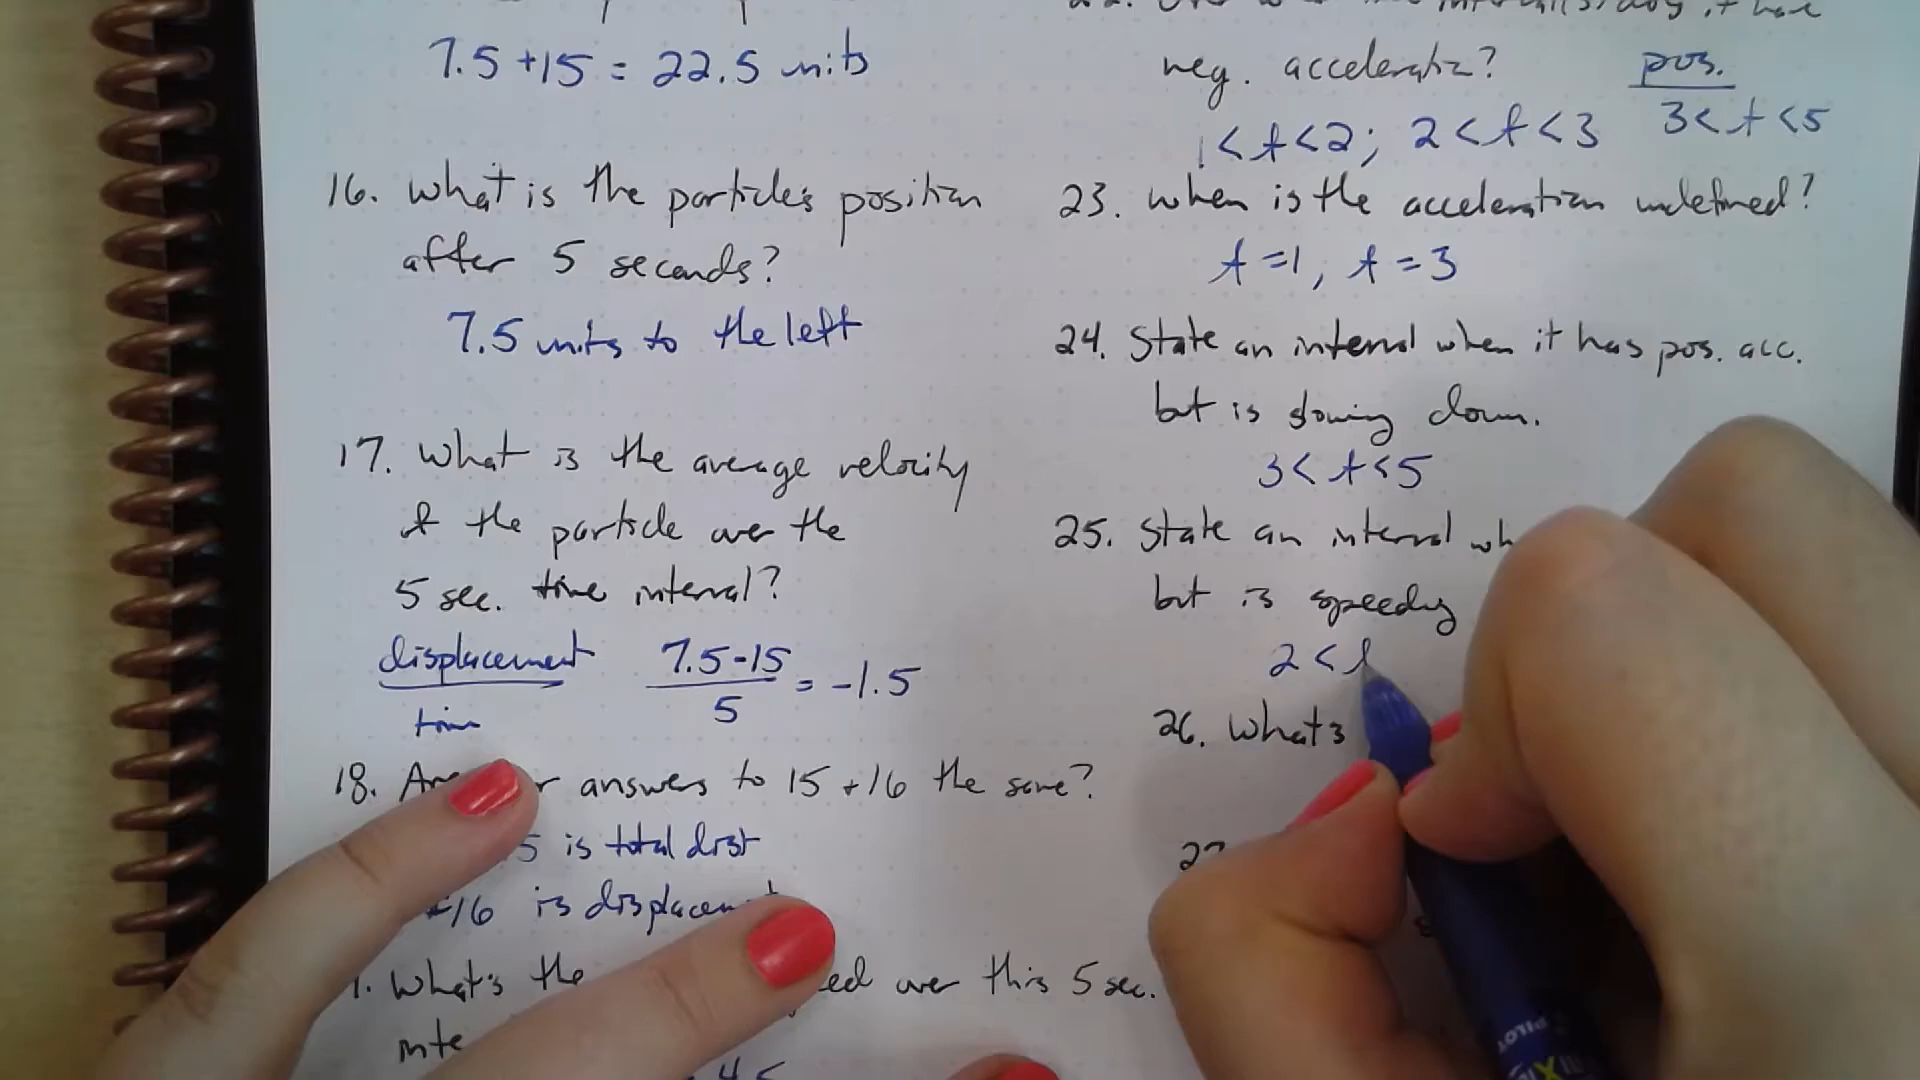 7.5 + 15 = 22.5 units
16. What is the particle's position
after 5 seconds?
7.5 units to the left
17. What is the average velocity
of the particle over the
5 sec. time interval?
displacement
time
7.5 - 15
5
= -1.5
18. answers to 15 + 16 the same?
5 is total dist
16 is displacement
What's the over this 5 sec.
inte
neg. acceleration?
pos.
1 < t < 2; 2 < t < 3
3 < t < 5
23. When is the acceleration undefined?
t = 1, t = 3
24. State an interval when it has pos. acc.
but is slowing down.
3 < t < 5
25. State an interval wh
but is speeding
2 < t
26. What's
PILOT